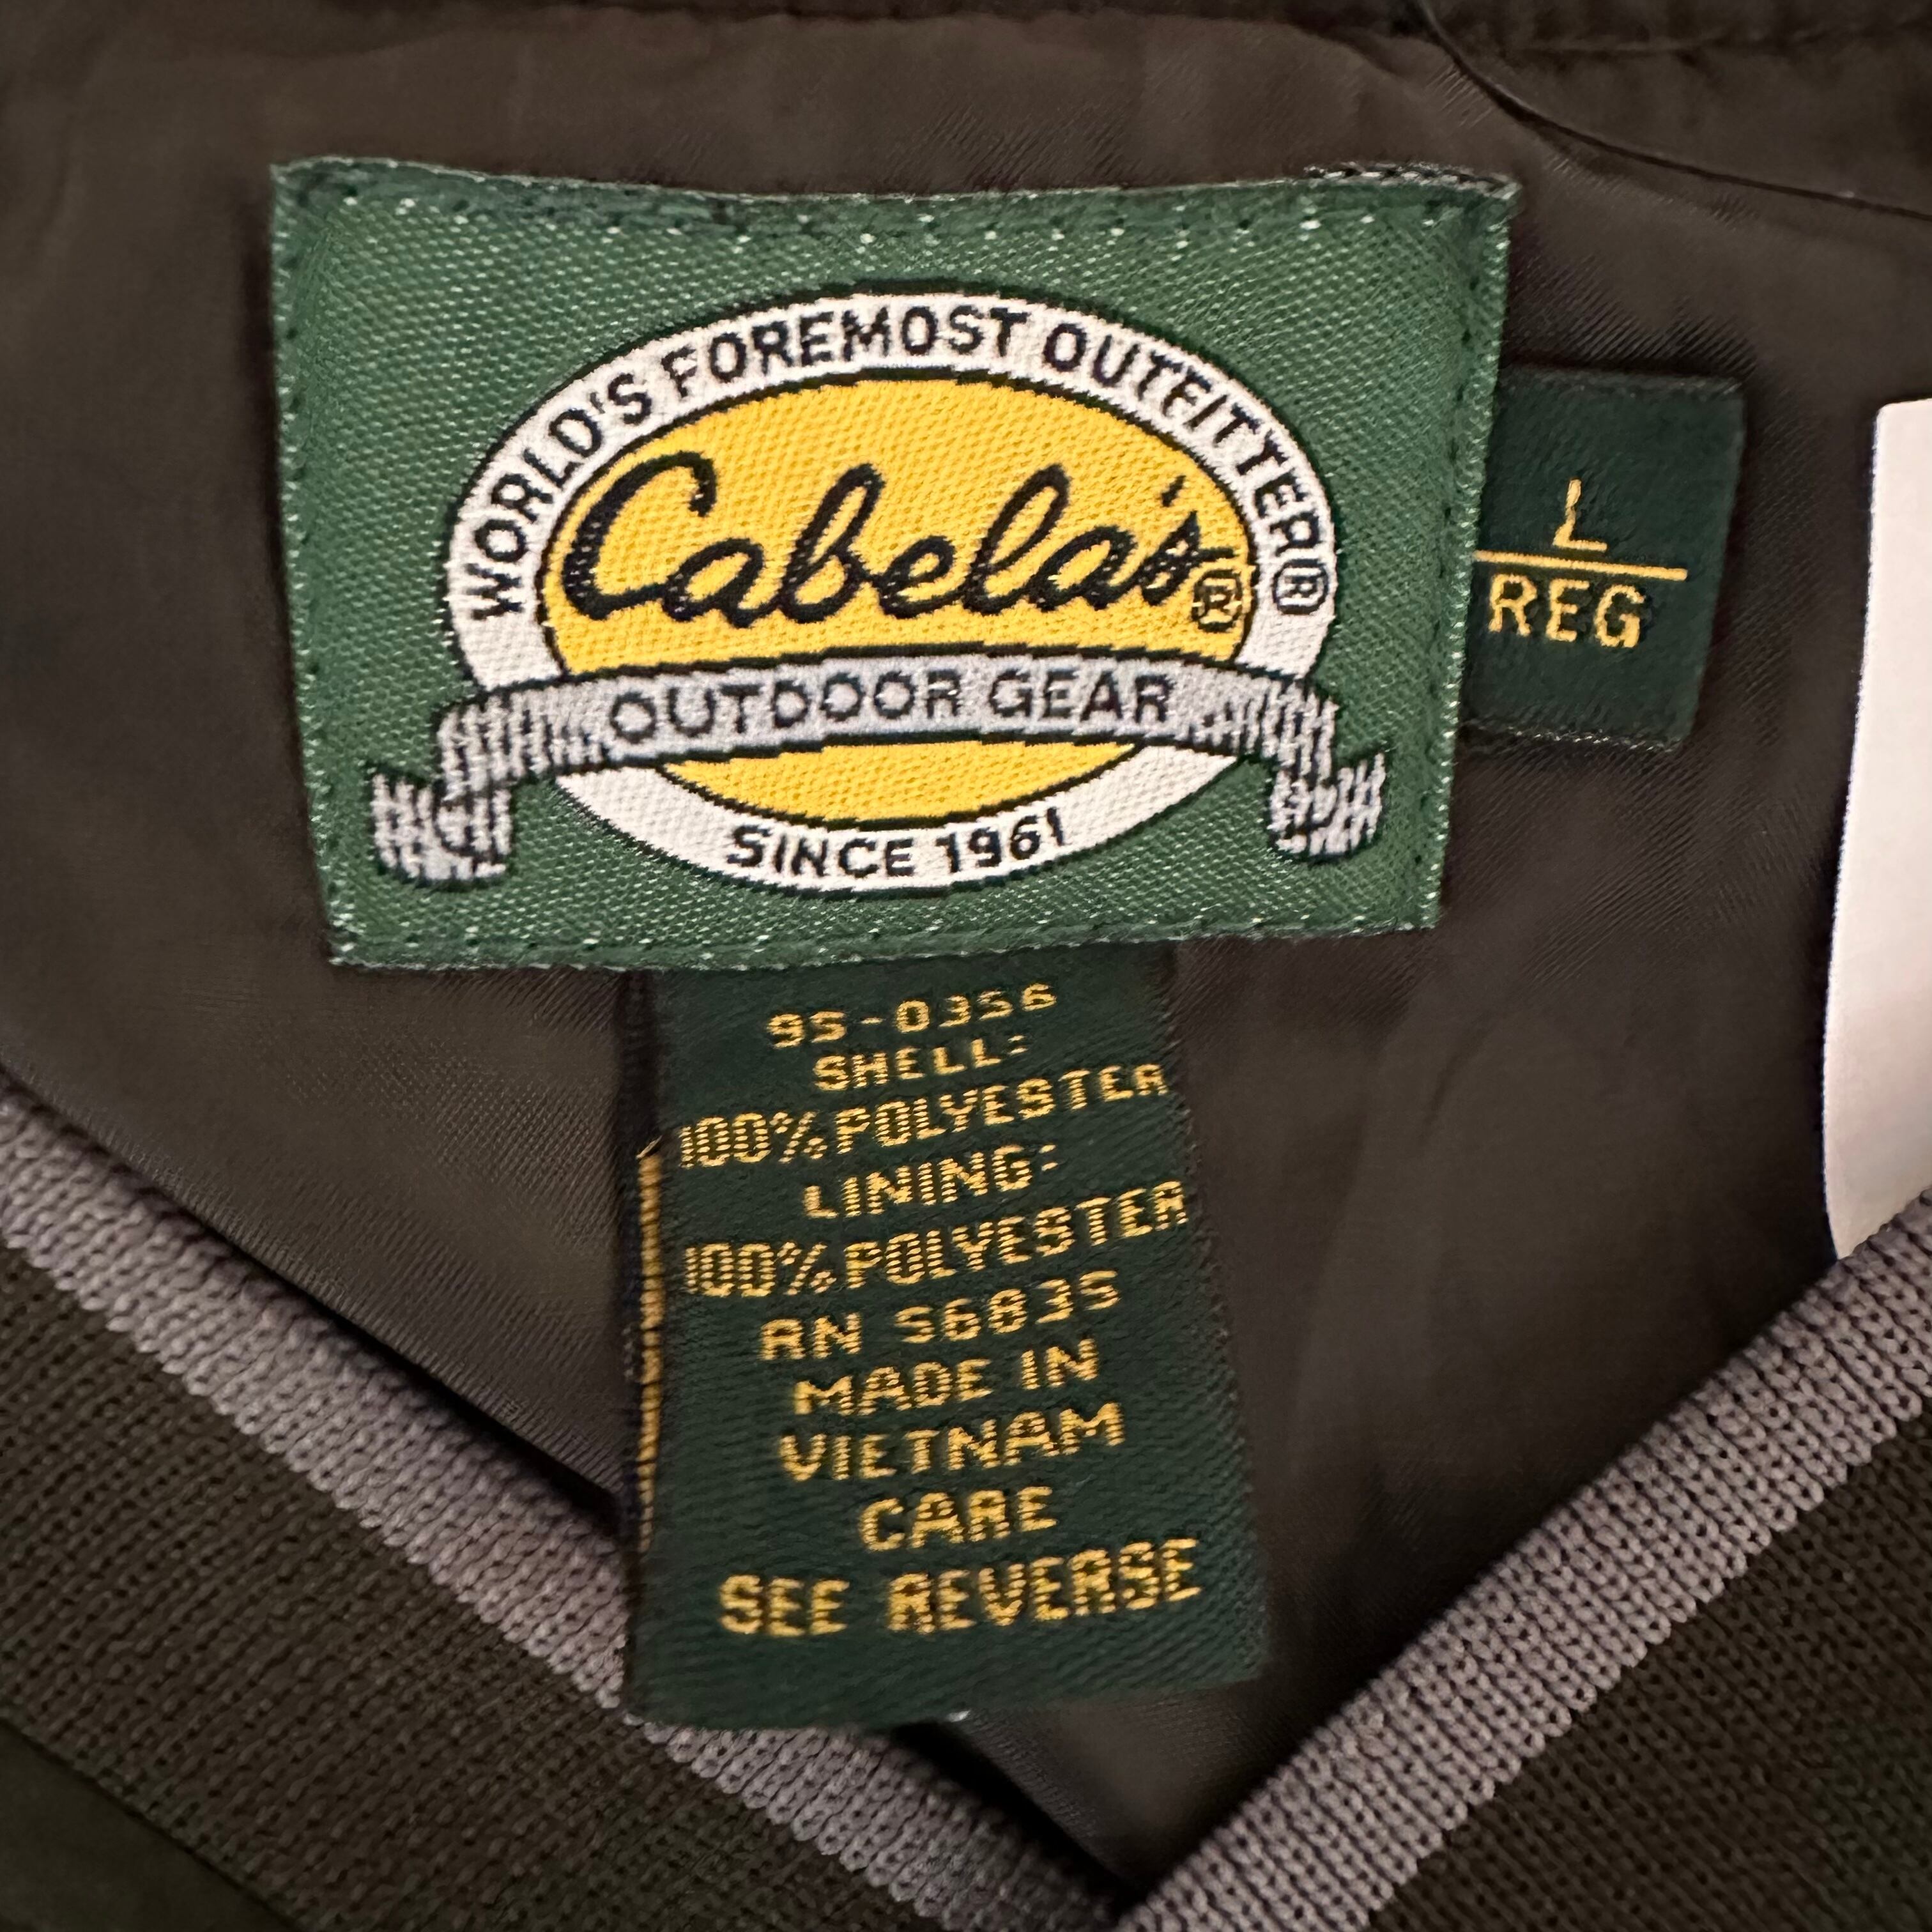 WORLD'S FOREMOST OUTFITTER®
Cabela's®
OUTDOOR GEAR
SINCE 1961
L
REG
95-0356
SHELL:
100% POLYESTER
LINING:
100% POLYESTER
RN 56835
MADE IN
VIETNAM
CARE
SEE REVERSE